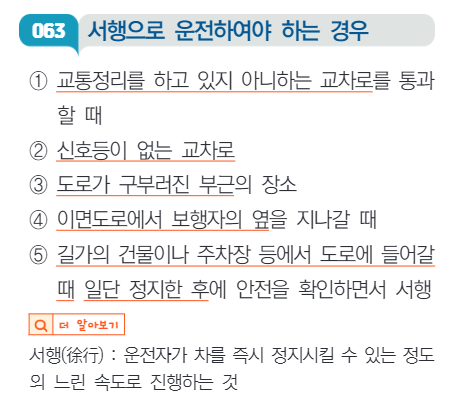 063 서행으로 운전하여야 하는 경우
① 교통정리를 하고 있지 아니하는 교차로를 통과
할 때
② 신호등이 없는 교차로
③ 도로가 구부러진 부근의 장소
④ 이면도로에서 보행자의 옆을 지나갈 때
⑤ 길가의 건물이나 주차장 등에서 도로에 들어갈
때 일단 정지한 후에 안전을 확인하면서 서행
더 알아보기
서행(徐行) : 운전자가 차를 즉시 정지시킬 수 있는 정도
의 느린 속도로 진행하는 것